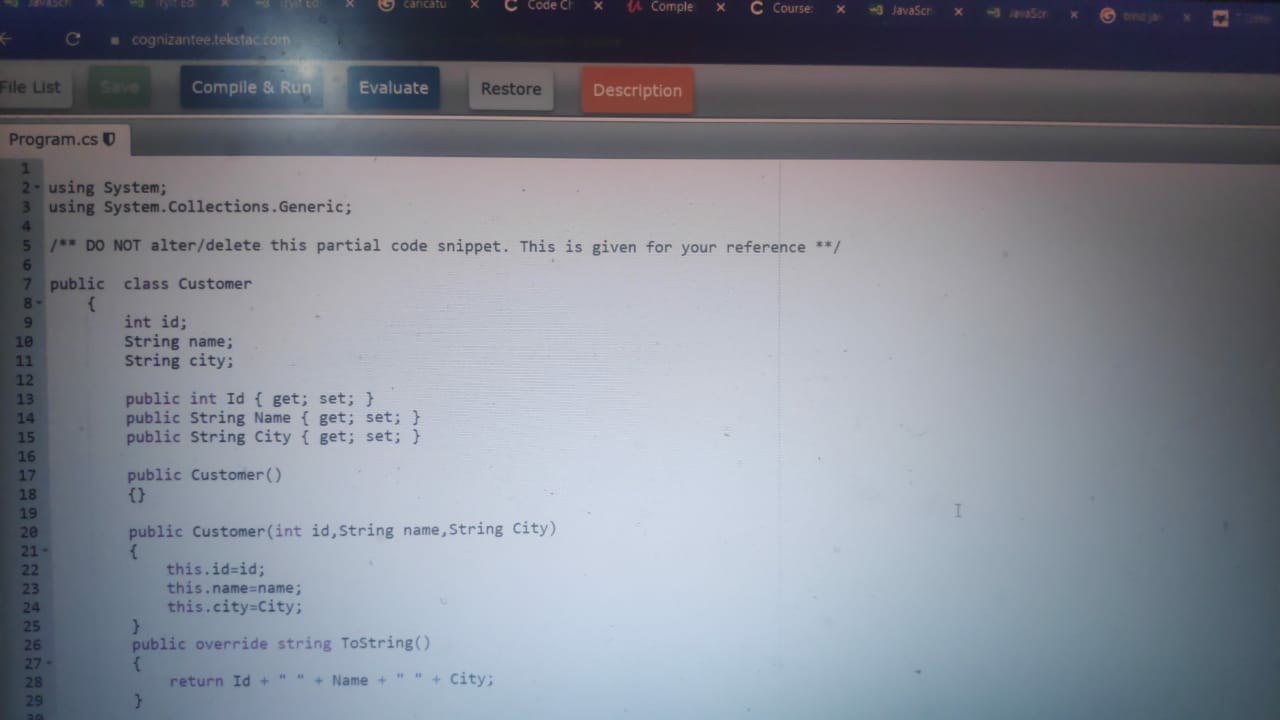 caricatu
Code Ch
Comple
Course:
JavaScr
JavaScr
cognizantee.tekstac.com
File List
Save
Compile & Run
Evaluate
Restore
Description
Program.cs
1
2 using System;
3 using System.Collections.Generic;
4
5 /** DO NOT alter/delete this partial code snippet. This is given for your reference **/
6
7 public  class Customer
8 {
9 int id;
10 String name;
11 String city;
12
13 public int Id { get; set; }
14 public String Name { get; set; }
15 public String City { get; set; }
16
17 public Customer()
18 {}
19
20 public Customer(int id,String name,String City)
21 {
22 this.id=id;
23 this.name=name;
24 this.city=City;
25 }
26 public override string ToString()
27 {
28 return Id + " " + Name + " " + City;
29 }